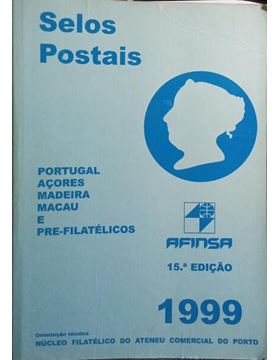 Selos
Postais
PORTUGAL
AÇORES
MADEIRA
MACAU
E
PRE-FILATÉLICOS
AFINSA
15.ª EDIÇÃO
1999
Orientação técnica
NÚCLEO FILATÉLICO DO ATENEU COMERCIAL DO PORTO